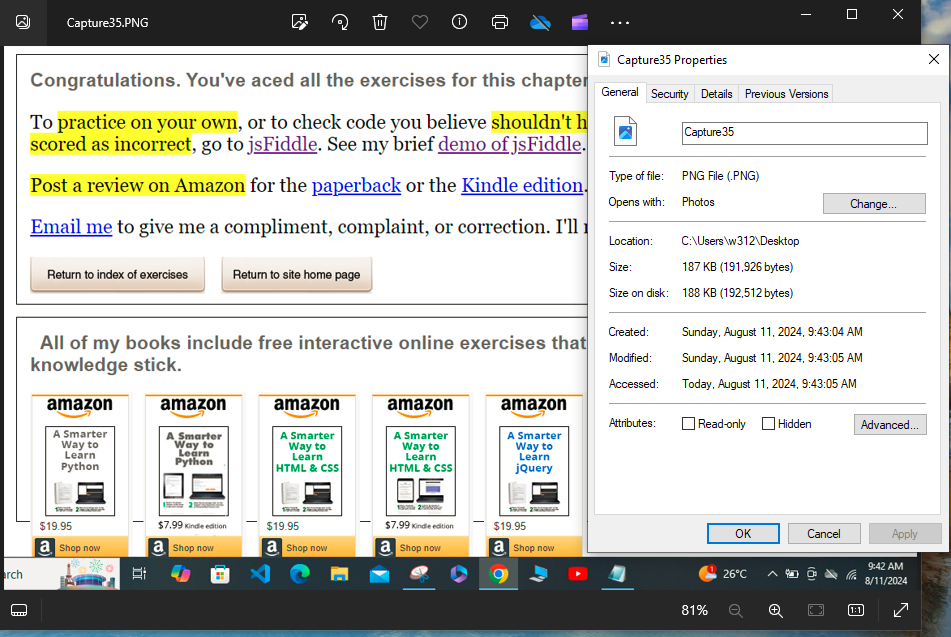 Capture35.PNG
Congratulations. You've aced all the exercises for this chapter
To practice on your own, or to check code you believe shouldn't h
scored as incorrect, go to jsFiddle. See my brief demo of jsFiddle.
Post a review on Amazon for the paperback or the Kindle edition.
Email me to give me a compliment, complaint, or correction. I'll
Return to index of exercises Return to site home page
All of my books include free interactive online exercises that
knowledge stick.
amazon amazon amazon amazon amazon
A Smarter
Way to
Learn
Python
$19.95
Shop now
A Smarter
Way to
Learn
Python
$7.99 Kindle edition
Shop now
A Smarter
Way to
Learn
HTML & CSS
$19.95
Shop now
A Smarter
Way to
Learn
HTML & CSS
$7.99 Kindle edition
Shop now
A Smarter
Way to
Learn
jQuery
$19.95
Shop now
Capture35 Properties
General Security Details Previous Versions
Capture35
Type of file: PNG File (.PNG)
Opens with: Photos Change...
Location: C:\Users\w312\Desktop
Size: 187 KB (191,926 bytes)
Size on disk: 188 KB (192,512 bytes)
Created: Sunday, August 11, 2024, 9:43:04 AM
Modified: Sunday, August 11, 2024, 9:43:05 AM
Accessed: Today, August 11, 2024, 9:43:05 AM
Attributes: Read-only Hidden Advanced...
OK Cancel Apply
rch 26°C 9:42 AM
8/11/2024
81% 1:1